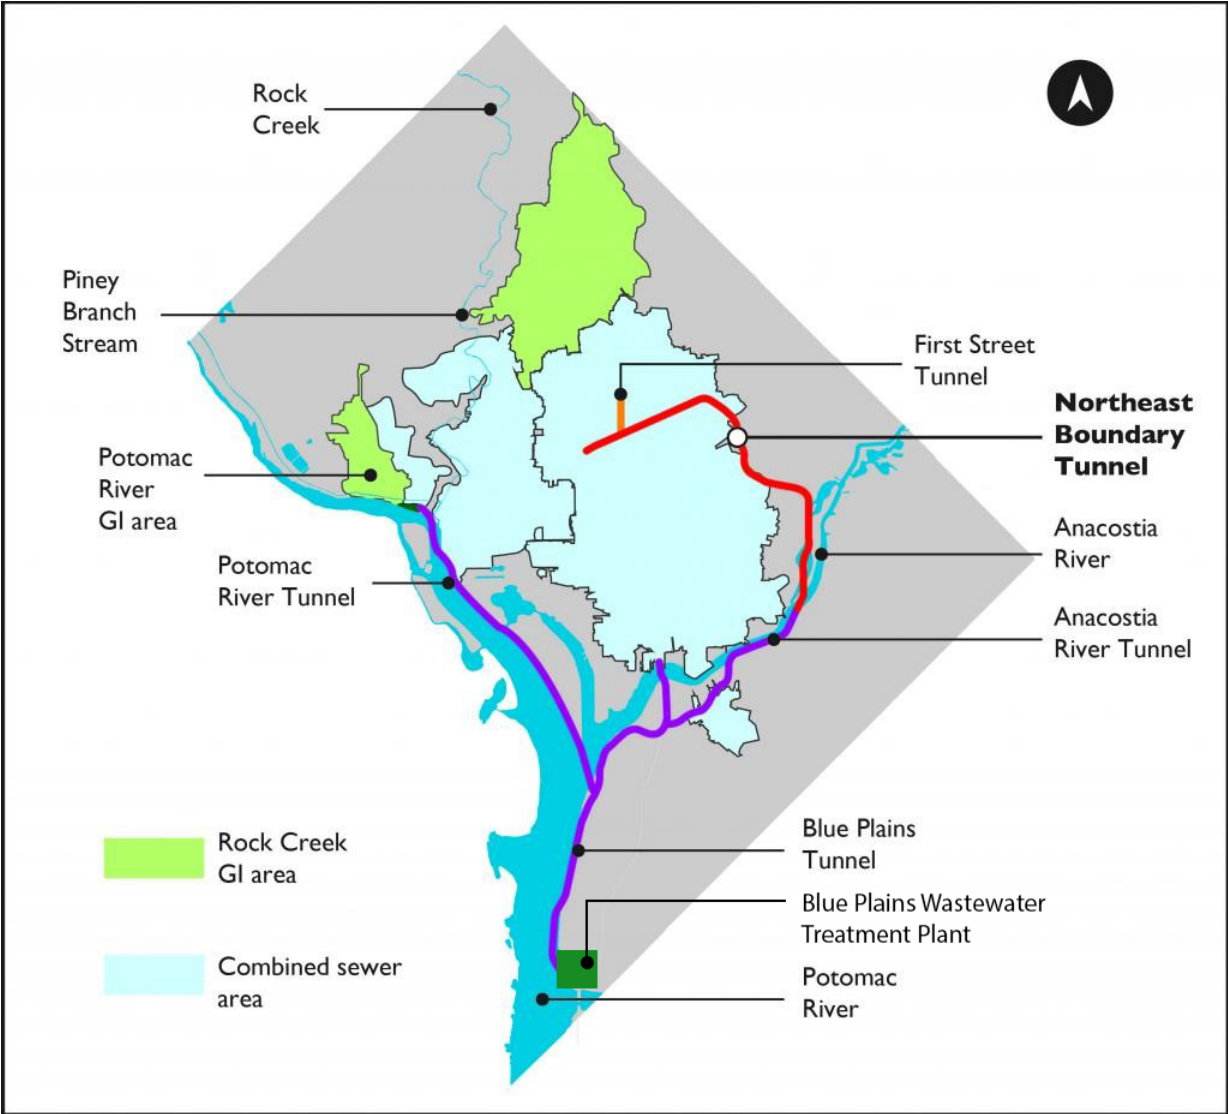 Rock
Creek
Piney
Branch
Stream
First Street
Tunnel
Northeast
Boundary
Tunnel
Potomac
River
GI area
Anacostia
River
Potomac
River Tunnel
Anacostia
River Tunnel
Rock Creek
GI area
Blue Plains
Tunnel
Blue Plains Wastewater
Treatment Plant
Combined sewer
area
Potomac
River